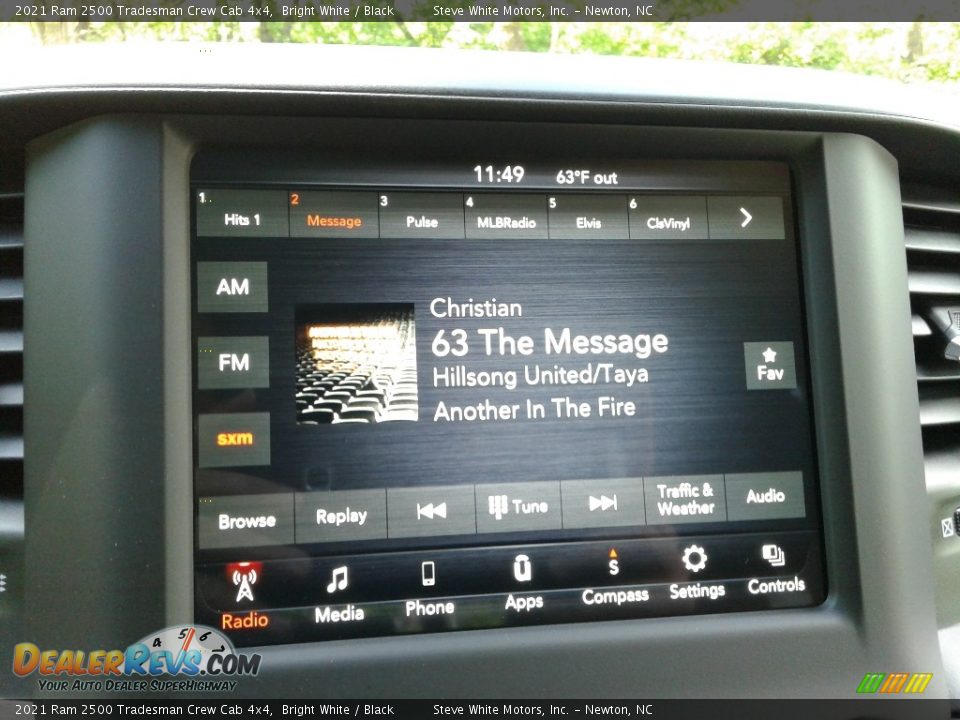 2021 Ram 2500 Tradesman Crew Cab 4x4, Bright White / Black Steve White Motors, Inc. – Newton, NC
11:49 63°F out
1 Hits 1 2 Message 3 Pulse 4 MLBRadio 5 Elvis 6 ClsVinyl
AM
FM
sxm
Christian
63 The Message
Hillsong United/Taya
Another In The Fire
Fav
Browse Replay Tune Traffic & Weather Audio
S
Radio Media Phone Apps Compass Settings Controls
4 5 6
DEALERREVS.COM
YOUR AUTO DEALER SUPERHIGHWAY
2021 Ram 2500 Tradesman Crew Cab 4x4, Bright White / Black Steve White Motors, Inc. – Newton, NC